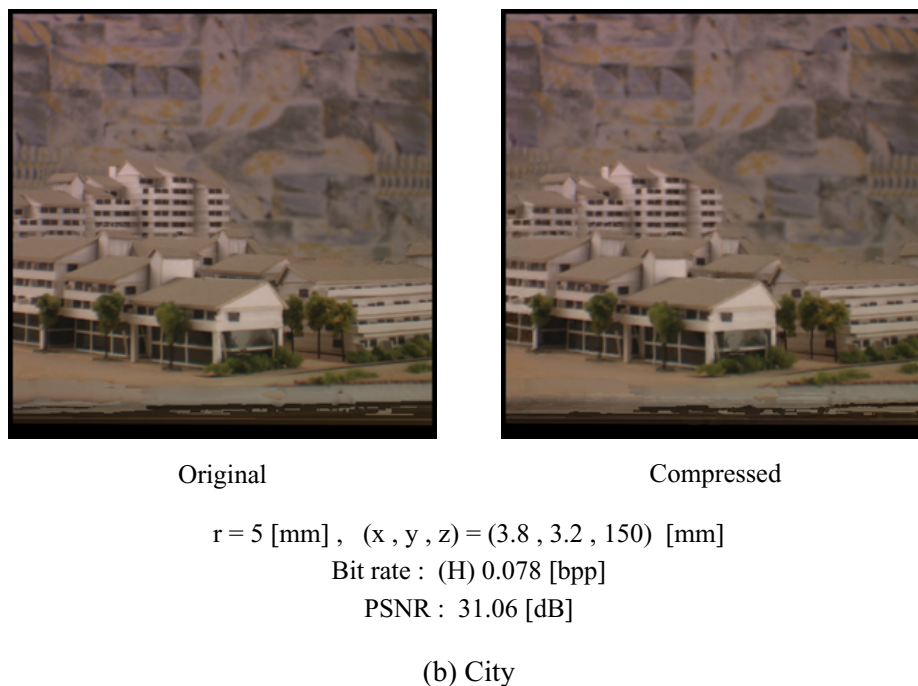 Original
Compressed
r = 5 [mm] , (x , y , z) = (3.8 , 3.2 , 150) [mm]
Bit rate : (H) 0.078 [bpp]
PSNR : 31.06 [dB]
(b) City